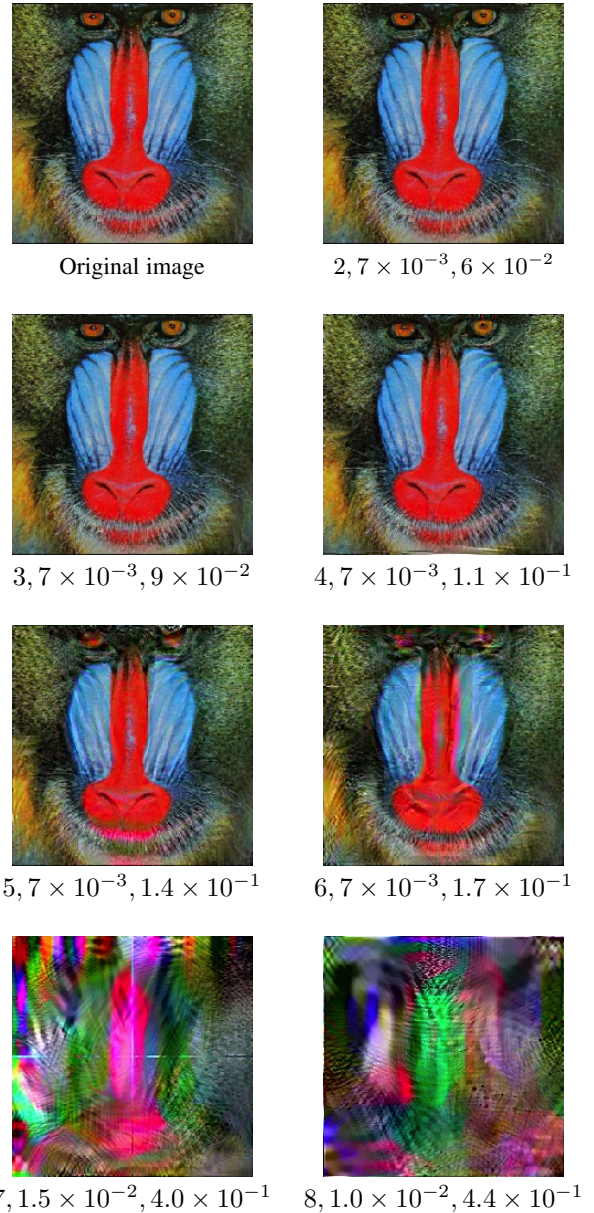 Original image
2, 7 × 10⁻³, 6 × 10⁻²
3, 7 × 10⁻³, 9 × 10⁻²
4, 7 × 10⁻³, 1.1 × 10⁻¹
5, 7 × 10⁻³, 1.4 × 10⁻¹
6, 7 × 10⁻³, 1.7 × 10⁻¹
7, 1.5 × 10⁻², 4.0 × 10⁻¹
8, 1.0 × 10⁻², 4.4 × 10⁻¹